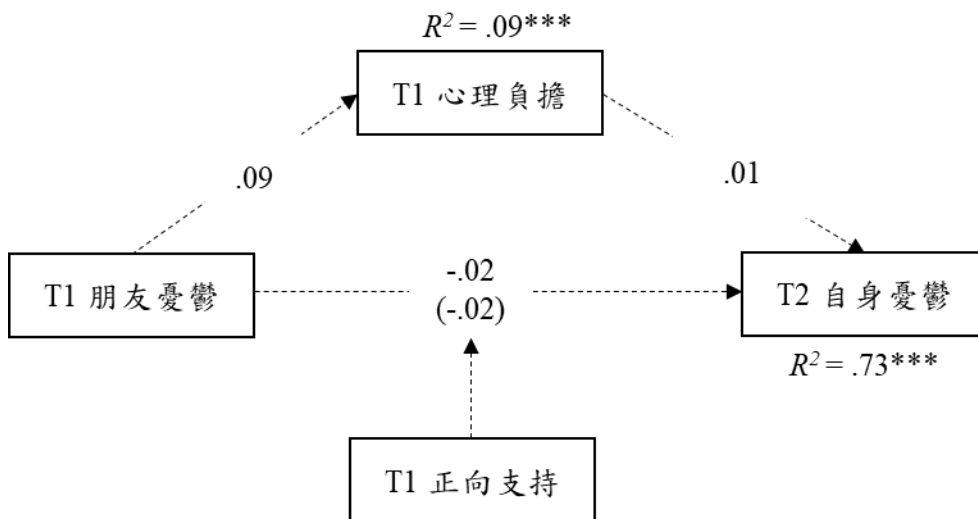 R² = .09***
T1 心理負擔
.09
.01
T1 朋友憂鬱
-.02
(-.02)
T2 自身憂鬱
R² = .73***
T1 正向支持